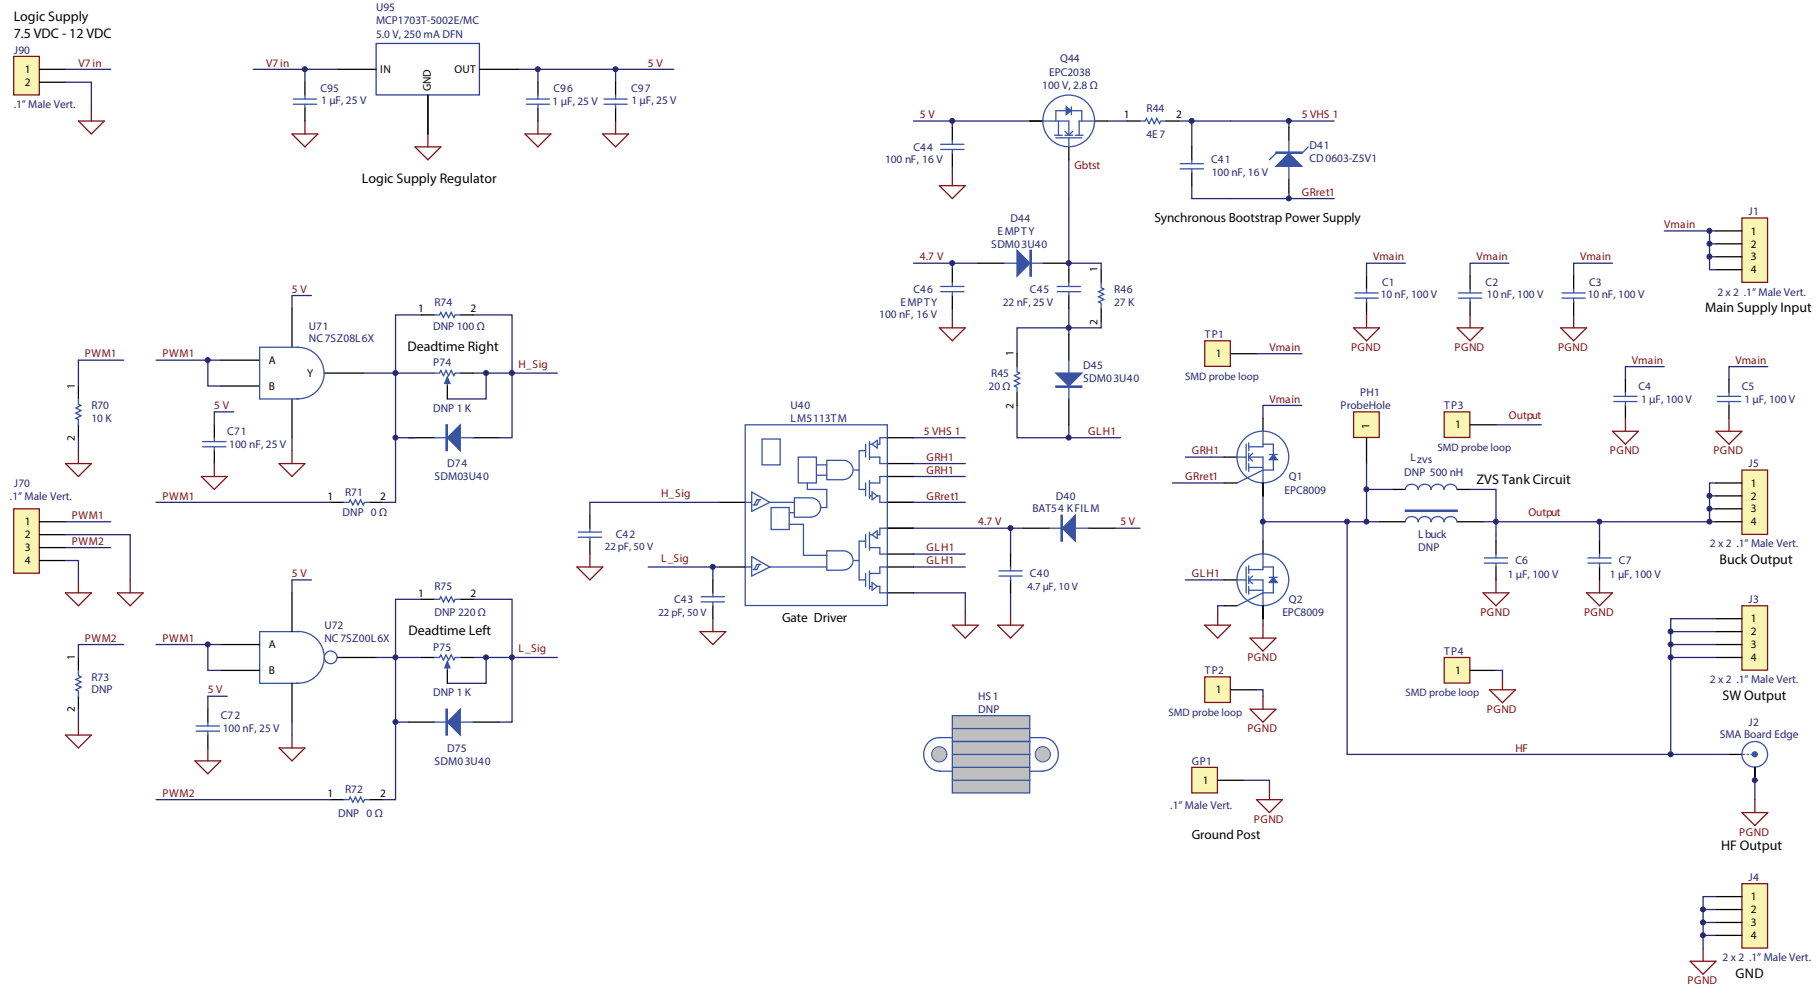 Logic Supply
7.5 VDC - 12 VDC
J90
1
2
V7 in
.1" Male Vert.
U95
MCP1703T-5002E/MC
5.0 V, 250 mA DFN
V7 in
IN
OUT
GND
5 V
C95
1 µF, 25 V
C96
1 µF, 25 V
C97
1 µF, 25 V
Logic Supply Regulator
Q44
EPC2038
100 V, 2.8 Ω
5 V
C44
100 nF, 16 V
Gbtst
1
R44
2
4E7
5 VHS 1
C41
100 nF, 16 V
D41
CD0603-Z5V1
GRret1
Synchronous Bootstrap Power Supply
D44
EMPTY
SDM03U40
4.7 V
C46
EMPTY
100 nF, 16 V
C45
22 nF, 25 V
1
R46
27 K
2
1
R45
20 Ω
2
D45
SDM03U40
GLH1
J1
Vmain
1
2
3
4
2 x 2 .1" Male Vert.
Main Supply Input
Vmain
C1
10 nF, 100 V
PGND
Vmain
C2
10 nF, 100 V
PGND
Vmain
C3
10 nF, 100 V
PGND
Vmain
C4
1 µF, 100 V
PGND
Vmain
C5
1 µF, 100 V
PGND
TP1
1
Vmain
SMD probe loop
PH1
ProbeHole
1
TP3
1
Output
SMD probe loop
PWM1
1
R70
10 K
2
PWM1
5 V
U71
NC7SZ08L6X
A
B
Y
5 V
C71
100 nF, 25 V
1
R74
2
DNP 100 Ω
Deadtime Right
P74
DNP 1 K
H_Sig
D74
SDM03U40
PWM1
1
R71
2
DNP 0 Ω
J70
.1" Male Vert.
1
2
3
4
PWM1
PWM2
PWM2
1
R73
DNP
2
5 V
U72
NC7SZ00L6X
PWM1
A
B
5 V
C72
100 nF, 25 V
1
R75
2
DNP 220 Ω
Deadtime Left
P75
DNP 1 K
L_Sig
D75
SDM03U40
PWM2
1
R72
2
DNP 0 Ω
U40
LM5113TM
H_Sig
C42
22 pF, 50 V
L_Sig
C43
22 pF, 50 V
Gate Driver
5 VHS 1
GRH1
GRH1
GRret1
4.7 V
D40
BAT54KFILM
5 V
GLH1
GLH1
C40
4.7 µF, 10 V
Vmain
GRH1
GRret1
Q1
EPC8009
GLH1
Q2
EPC8009
PGND
Lzvs
DNP 500 nH
ZVS Tank Circuit
Output
L buck
DNP
C6
1 µF, 100 V
PGND
C7
1 µF, 100 V
PGND
J5
1
2
3
4
2 x 2 .1" Male Vert.
Buck Output
J3
1
2
3
4
2 x 2 .1" Male Vert.
SW Output
TP2
1
SMD probe loop
PGND
TP4
1
SMD probe loop
PGND
HS1
DNP
GP1
1
.1" Male Vert.
PGND
Ground Post
HF
J2
SMA Board Edge
PGND
HF Output
J4
1
2
3
4
2 x 2 .1" Male Vert.
PGND
GND